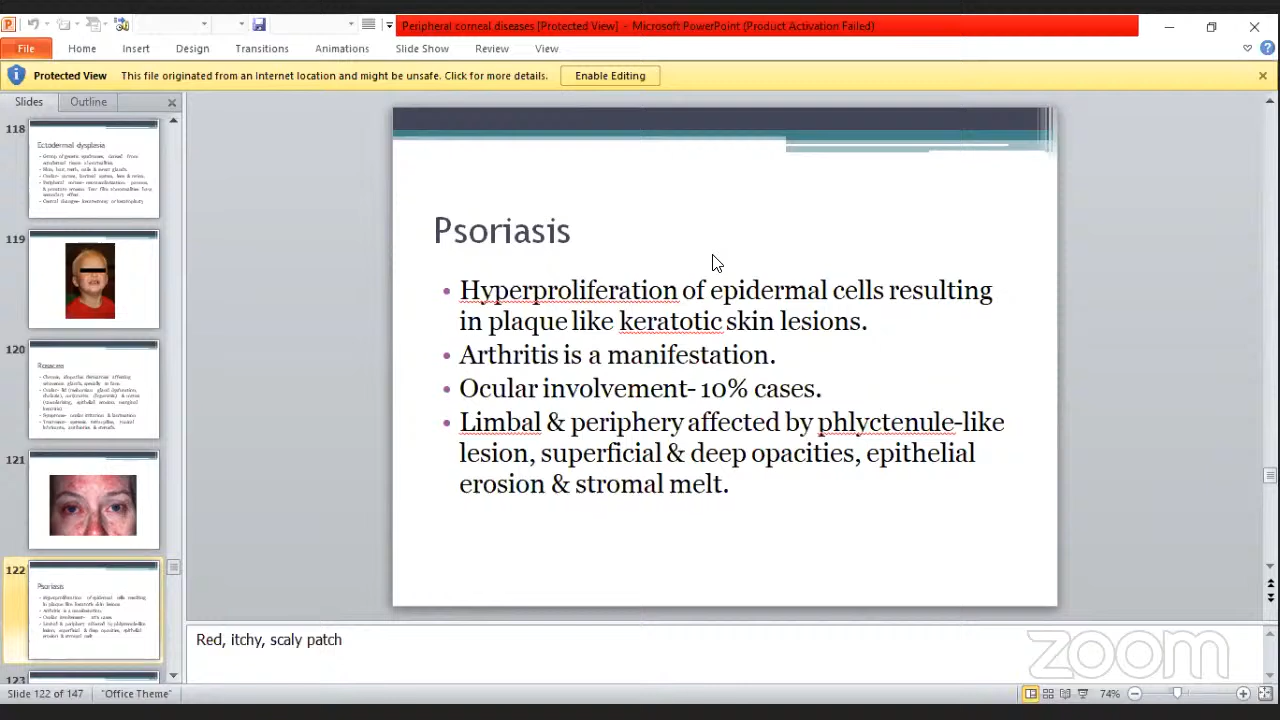 Peripheral corneal diseases [Protected View] - Microsoft PowerPoint (Product Activation Failed)
File Home Insert Design Transitions Animations Slide Show Review View
Protected View This file originated from an Internet location and might be unsafe. Click for more details. Enable Editing
Slides Outline
118
Ectodermal dysplasia
119
120
Rosacea
121
122
Psoriasis
123
Psoriasis
• Hyperproliferation of epidermal cells resulting
in plaque like keratotic skin lesions.
• Arthritis is a manifestation.
• Ocular involvement- 10% cases.
• Limbal & periphery affected by phlyctenule-like
lesion, superficial & deep opacities, epithelial
erosion & stromal melt.
Red, itchy, scaly patch
zoom
Slide 122 of 147 "Office Theme" 74%